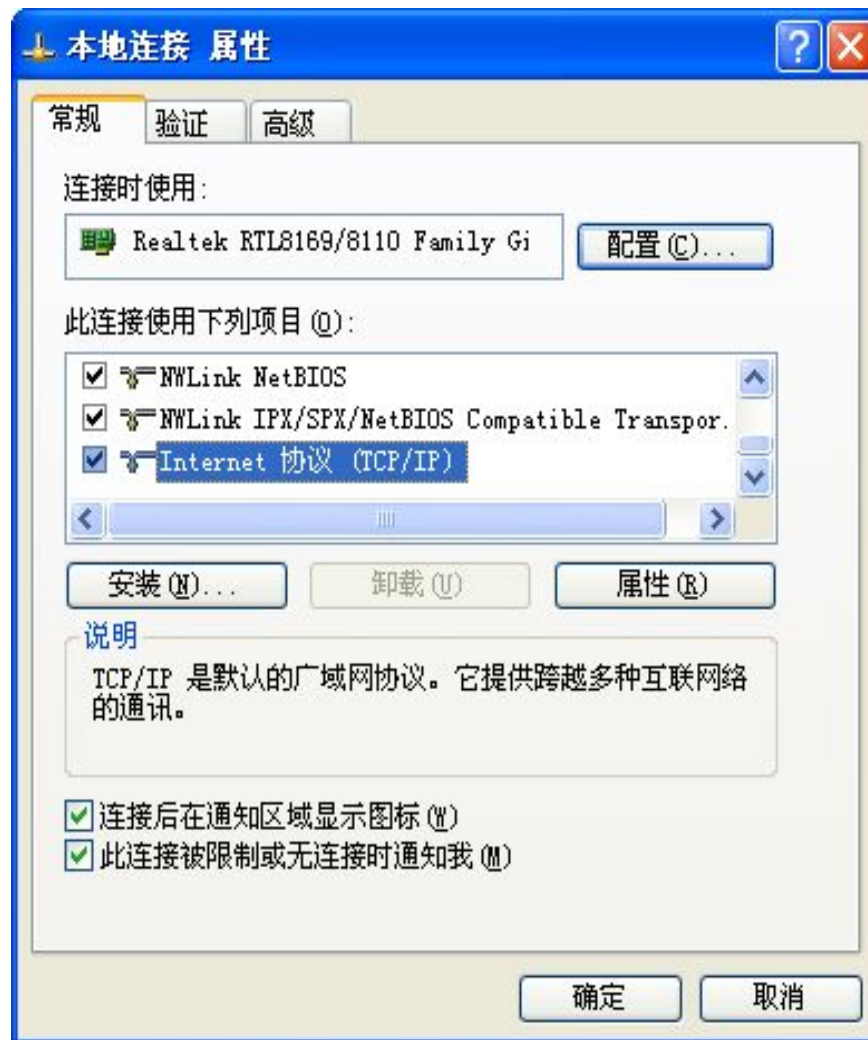 本地连接 属性
常规 验证 高级
连接时使用:
Realtek RTL8169/8110 Family Gi 配置(C)...
此连接使用下列项目(O):
NWLink NetBIOS
NWLink IPX/SPX/NetBIOS Compatible Transpor.
Internet 协议 (TCP/IP)
安装(N)... 卸载(U) 属性(R)
说明
TCP/IP 是默认的广域网协议。它提供跨越多种互联网络
的通讯。
连接后在通知区域显示图标(W)
此连接被限制或无连接时通知我(M)
确定 取消